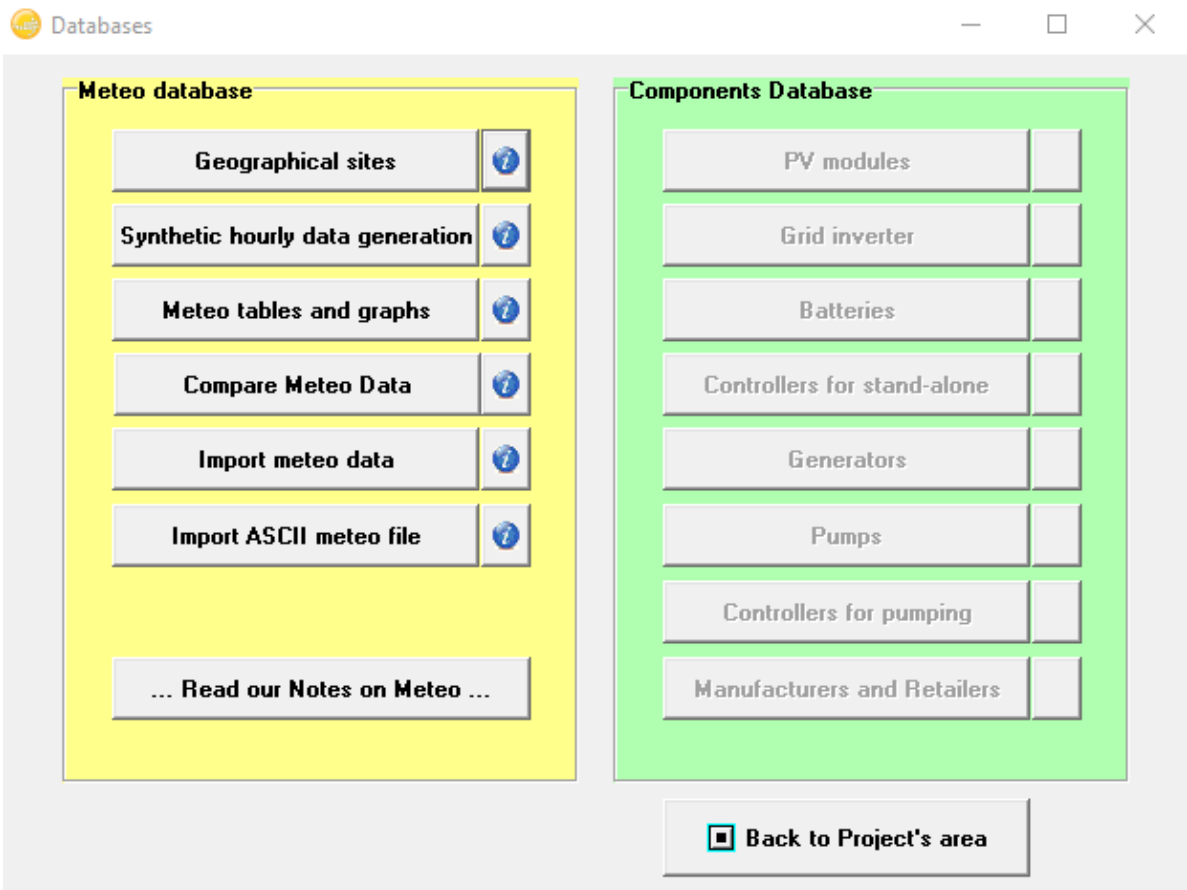 Databases
Meteo database
Geographical sites
Synthetic hourly data generation
Meteo tables and graphs
Compare Meteo Data
Import meteo data
Import ASCII meteo file
... Read our Notes on Meteo ...
Components Database
PV modules
Grid inverter
Batteries
Controllers for stand-alone
Generators
Pumps
Controllers for pumping
Manufacturers and Retailers
Back to Project's area